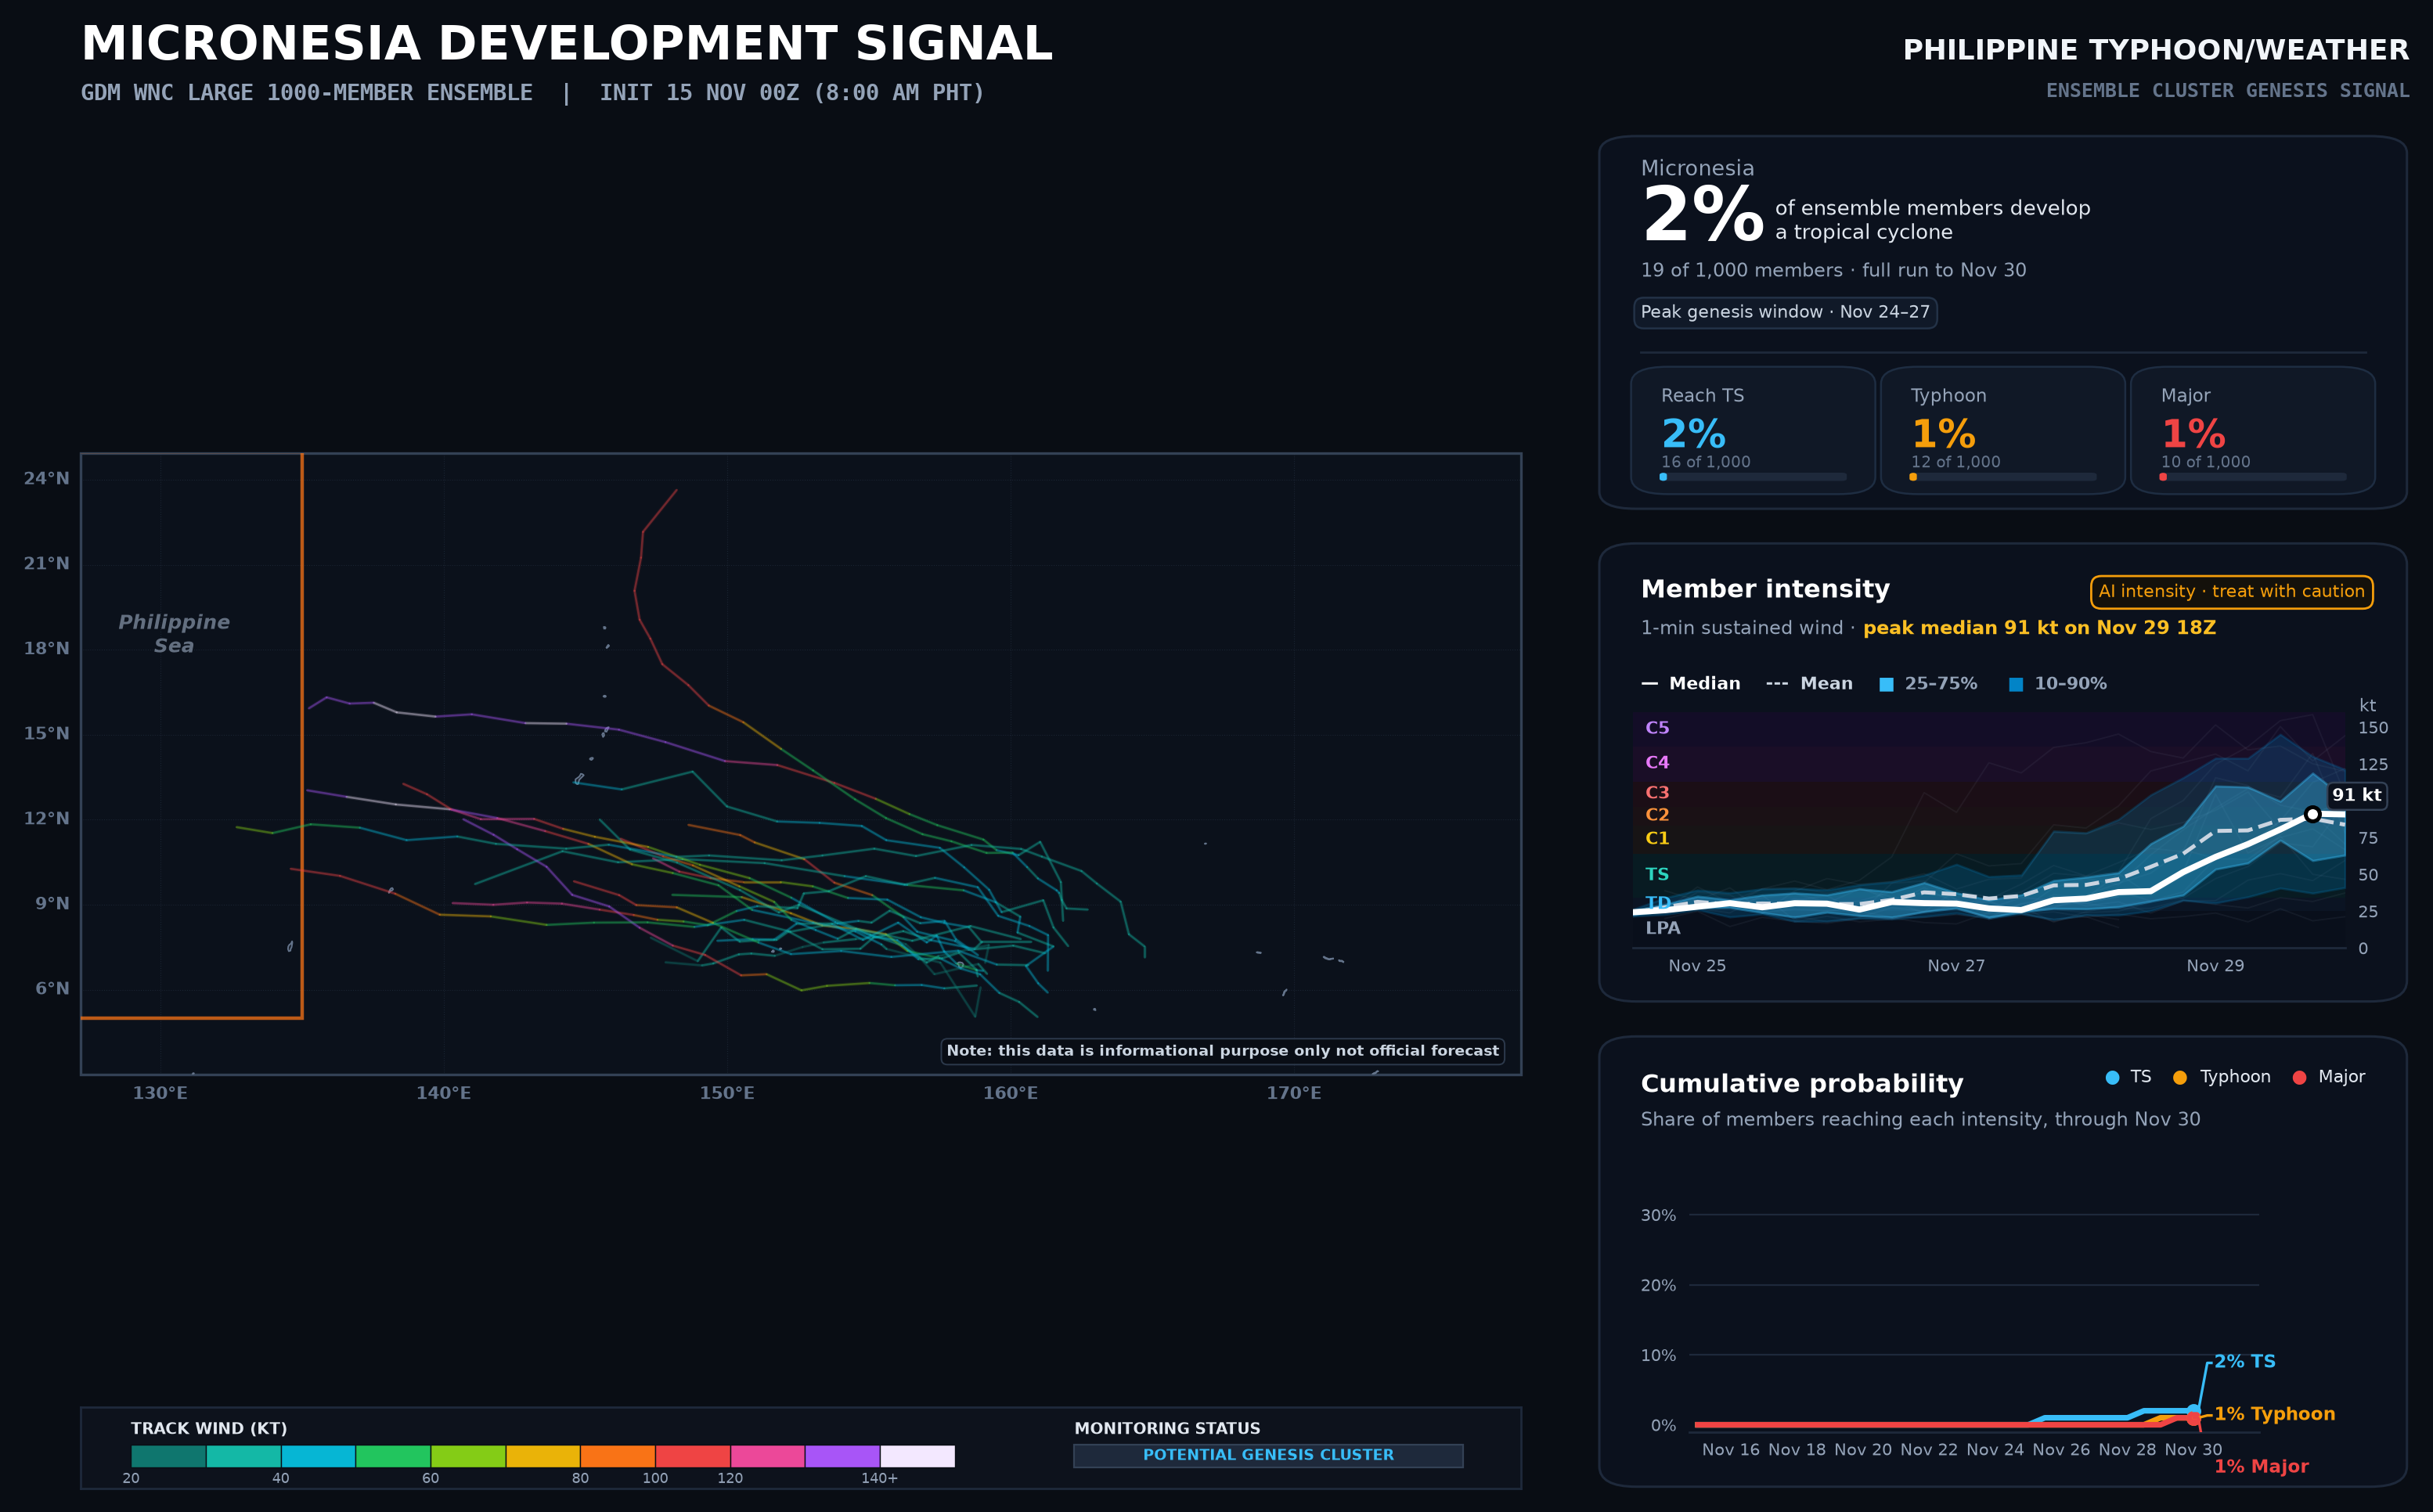 MICRONESIA DEVELOPMENT SIGNAL
GDM WNC LARGE 1000-MEMBER ENSEMBLE | INIT 15 NOV 00Z (8:00 AM PHT)
PHILIPPINE TYPHOON/WEATHER
ENSEMBLE CLUSTER GENESIS SIGNAL
24°N
21°N
18°N
15°N
12°N
9°N
6°N
Philippine
Sea
Note: this data is informational purpose only not official forecast
130°E
140°E
150°E
160°E
170°E
TRACK WIND (KT)
20
40
60
80
100
120
140+
MONITORING STATUS
POTENTIAL GENESIS CLUSTER
Micronesia
2%
of ensemble members develop
a tropical cyclone
19 of 1,000 members · full run to Nov 30
Peak genesis window · Nov 24–27
Reach TS
2%
16 of 1,000
Typhoon
1%
12 of 1,000
Major
1%
10 of 1,000
Member intensity
AI intensity · treat with caution
1-min sustained wind · peak median 91 kt on Nov 29 18Z
Median
Mean
25–75%
10–90%
kt
C5
C4
C3
C2
C1
TS
TD
LPA
150
125
91 kt
75
50
25
0
Nov 25
Nov 27
Nov 29
Cumulative probability
TS
Typhoon
Major
Share of members reaching each intensity, through Nov 30
30%
20%
10%
0%
2% TS
1% Typhoon
1% Major
Nov 16
Nov 18
Nov 20
Nov 22
Nov 24
Nov 26
Nov 28
Nov 30